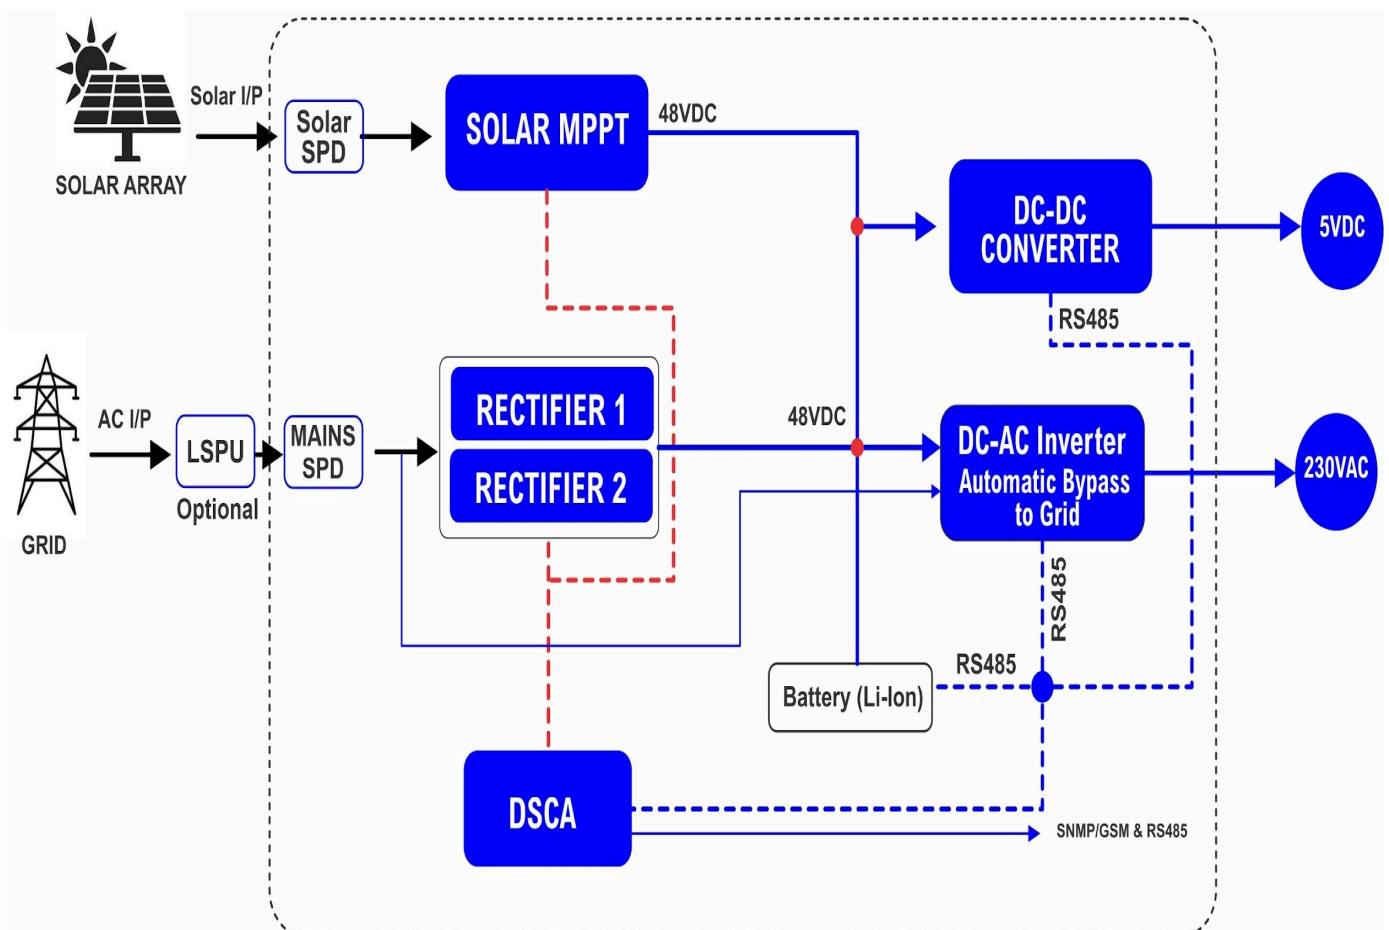 Solar I/P
SOLAR ARRAY
Solar
SPD
SOLAR MPPT
48VDC
DC-DC
CONVERTER
5VDC
RS485
AC I/P
LSPU
Optional
GRID
MAINS
SPD
RECTIFIER 1
RECTIFIER 2
48VDC
DC-AC Inverter
Automatic Bypass
to Grid
230VAC
RS485
RS485
Battery (Li-Ion)
DSCA
SNMP/GSM & RS485